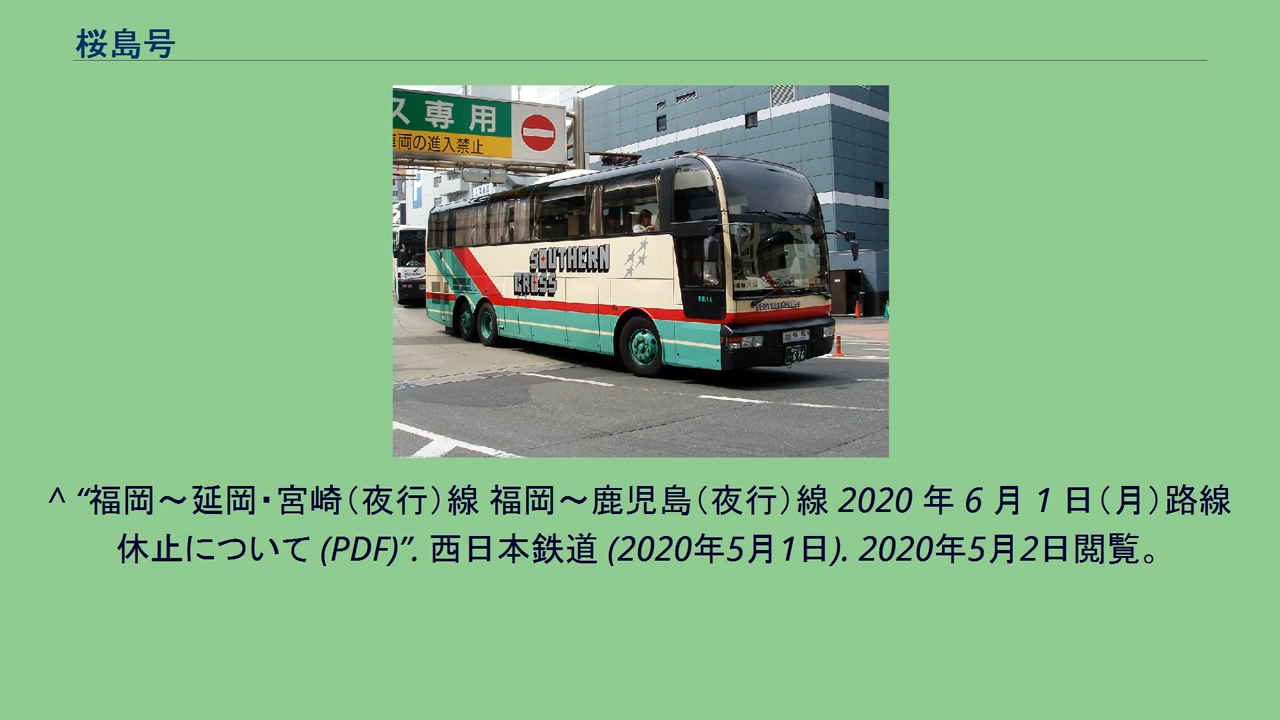 桜島号
ス専用
車両の進入禁止
SOUTHERN
CROSS
^ “福岡～延岡・宮崎（夜行）線 福岡～鹿児島（夜行）線 2020 年 6 月 1 日（月）路線
休止について (PDF)”. 西日本鉄道 (2020年5月1日). 2020年5月2日閲覧。